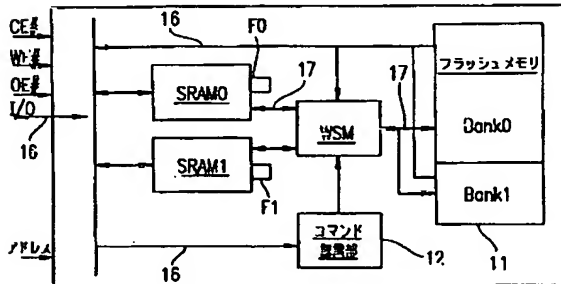 CE#
WE#
OE#
I/O
16
アドレス
16
F0
SRAM0
17
SRAM1
F1
WSM
16
コマンド
12
フラッシュメモリ
17
Bank0
Bank1
11